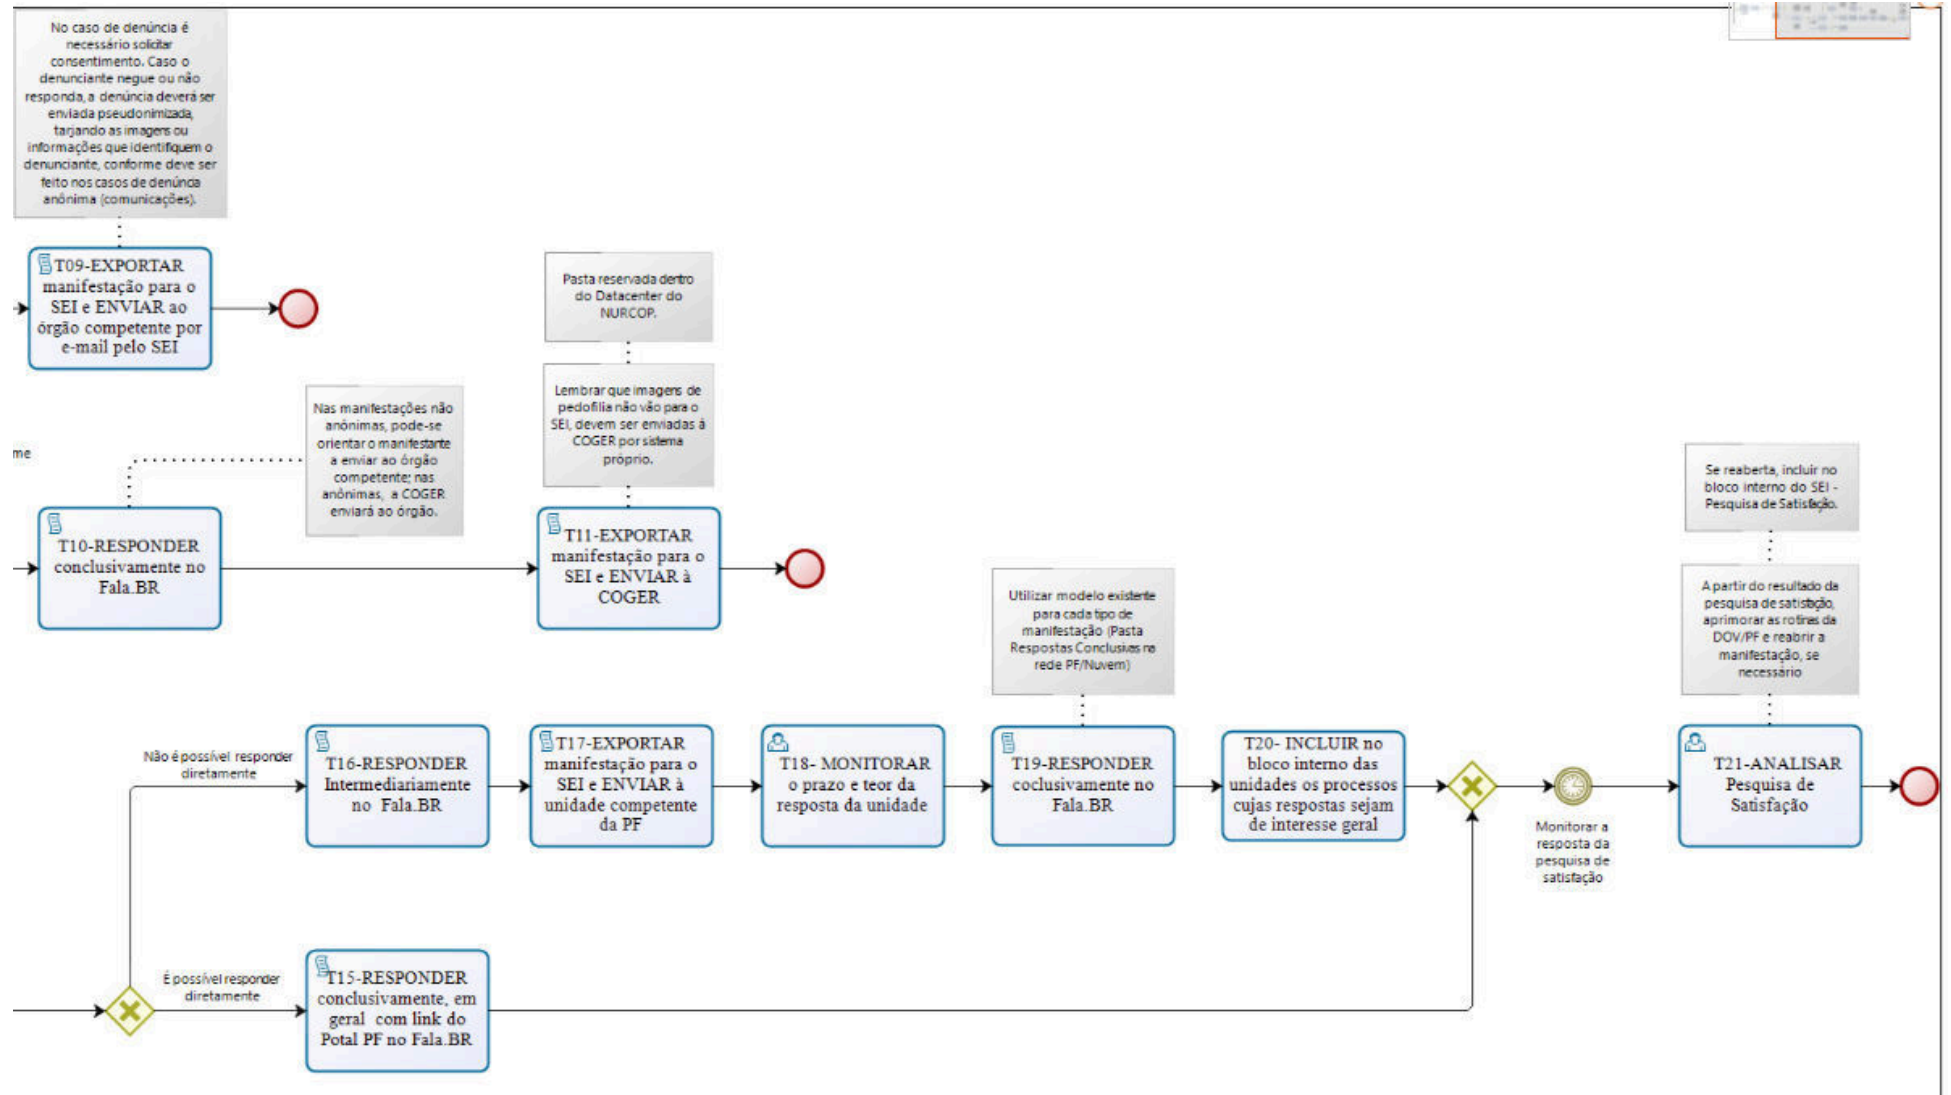 No caso de denúncia é
necessário solicitar
consentimento. Caso o
denunciante negue ou não
responda, a denúncia deverá ser
enviada pseudonimizada,
tarjando as imagens ou
informações que identifiquem o
denunciante, conforme deve ser
feito nos casos de denúncia
anônima (comunicações).
T09-EXPORTAR
manifestação para o
SEI e ENVIAR ao
órgão competente por
e-mail pelo SEI
Pasta reservada dentro
do Datacenter do
NURCOP.
Lembrar que imagens de
pedofilia não vão para o
SEI, devem ser enviadas à
COGER por sistema
próprio.
Nas manifestações não
anônimas, pode-se
orientar o manifestante
a enviar ao órgão
competente; nas
anônimas, a COGER
enviará ao órgão.
me
T10-RESPONDER
conclusivamente no
Fala.BR
T11-EXPORTAR
manifestação para o
SEI e ENVIAR à
COGER
Se reaberta, incluir no
bloco interno do SEI -
Pesquisa de Satisfação.
Utilizar modelo existente
para cada tipo de
manifestação (Pasta
Respostas Conclusivas na
rede PF/Nuvem)
A partir do resultado da
pesquisa de satisfação,
aprimorar as rotinas da
DOV/PF e reabrir a
manifestação, se
necessário
Não é possível responder
diretamente
T16-RESPONDER
Intermediariamente
no Fala.BR
T17-EXPORTAR
manifestação para o
SEI e ENVIAR à
unidade competente
da PF
T18- MONITORAR
o prazo e teor da
resposta da unidade
T19-RESPONDER
coclusivamente no
Fala.BR
T20- INCLUIR no
bloco interno das
unidades os processos
cujas respostas sejam
de interesse geral
Monitorar a
resposta da
pesquisa de
satisfação
T21-ANALISAR
Pesquisa de
Satisfação
É possível responder
diretamente
T15-RESPONDER
conclusivamente, em
geral com link do
Potal PF no Fala.BR